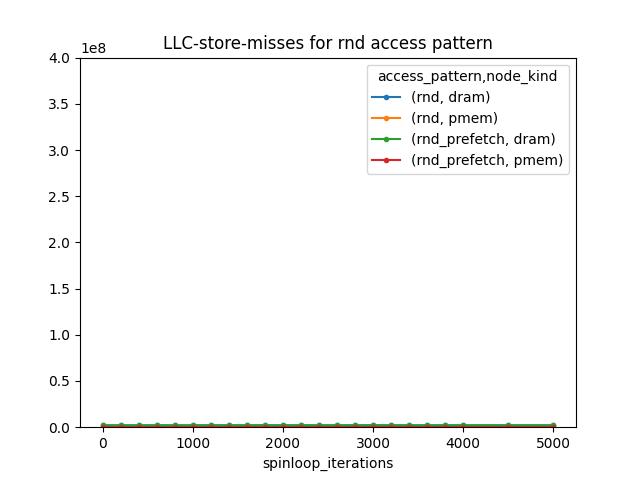 LLC-store-misses for rnd access pattern
1e8
4.0
3.5
3.0
2.5
2.0
1.5
1.0
0.5
0.0
access_pattern,node_kind
(rnd, dram)
(rnd, pmem)
(rnd_prefetch, dram)
(rnd_prefetch, pmem)
0 1000 2000 3000 4000 5000
spinloop_iterations